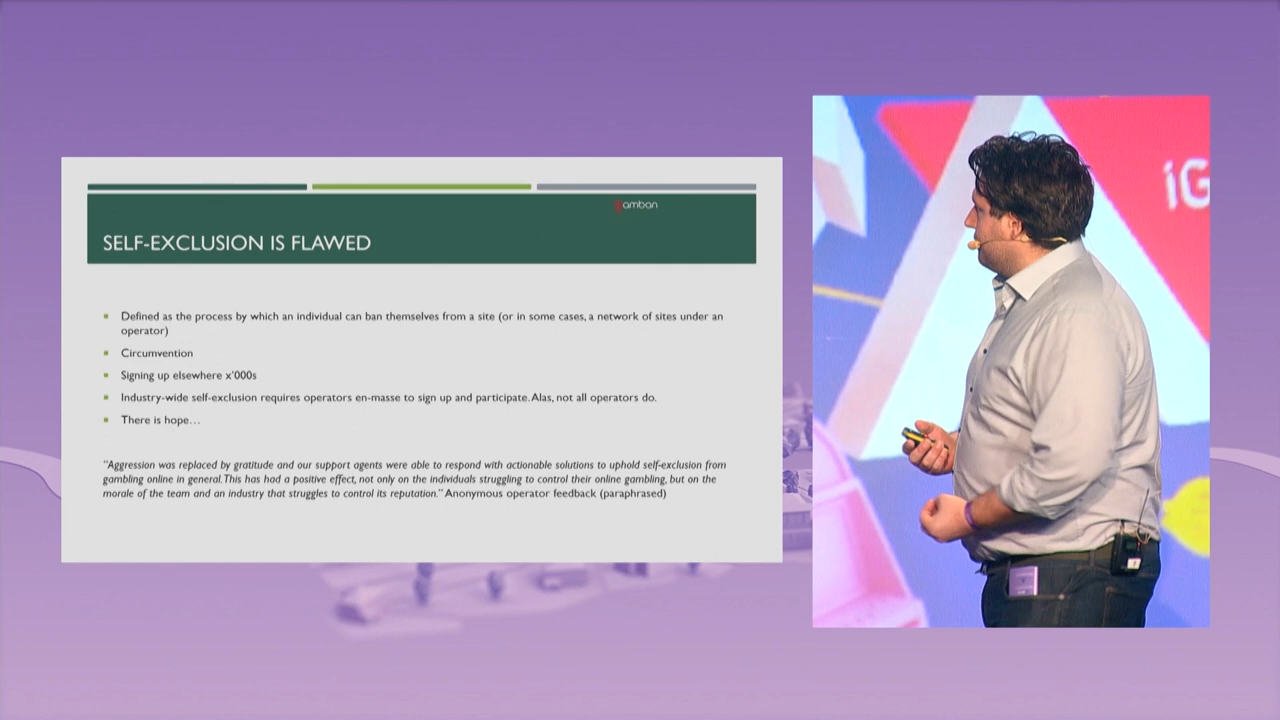 gamban
SELF-EXCLUSION IS FLAWED
Defined as the process by which an individual can ban themselves from a site (or in some cases, a network of sites under an
operator)
Circumvention
Signing up elsewhere x'000s
Industry-wide self-exclusion requires operators en-masse to sign up and participate. Alas, not all operators do.
There is hope…
"Aggression was replaced by gratitude and our support agents were able to respond with actionable solutions to uphold self-exclusion from
gambling online in general. This has had a positive effect, not only on the individuals struggling to control their online gambling, but on the
morale of the team and an industry that struggles to control its reputation." Anonymous operator feedback (paraphrased)
iG